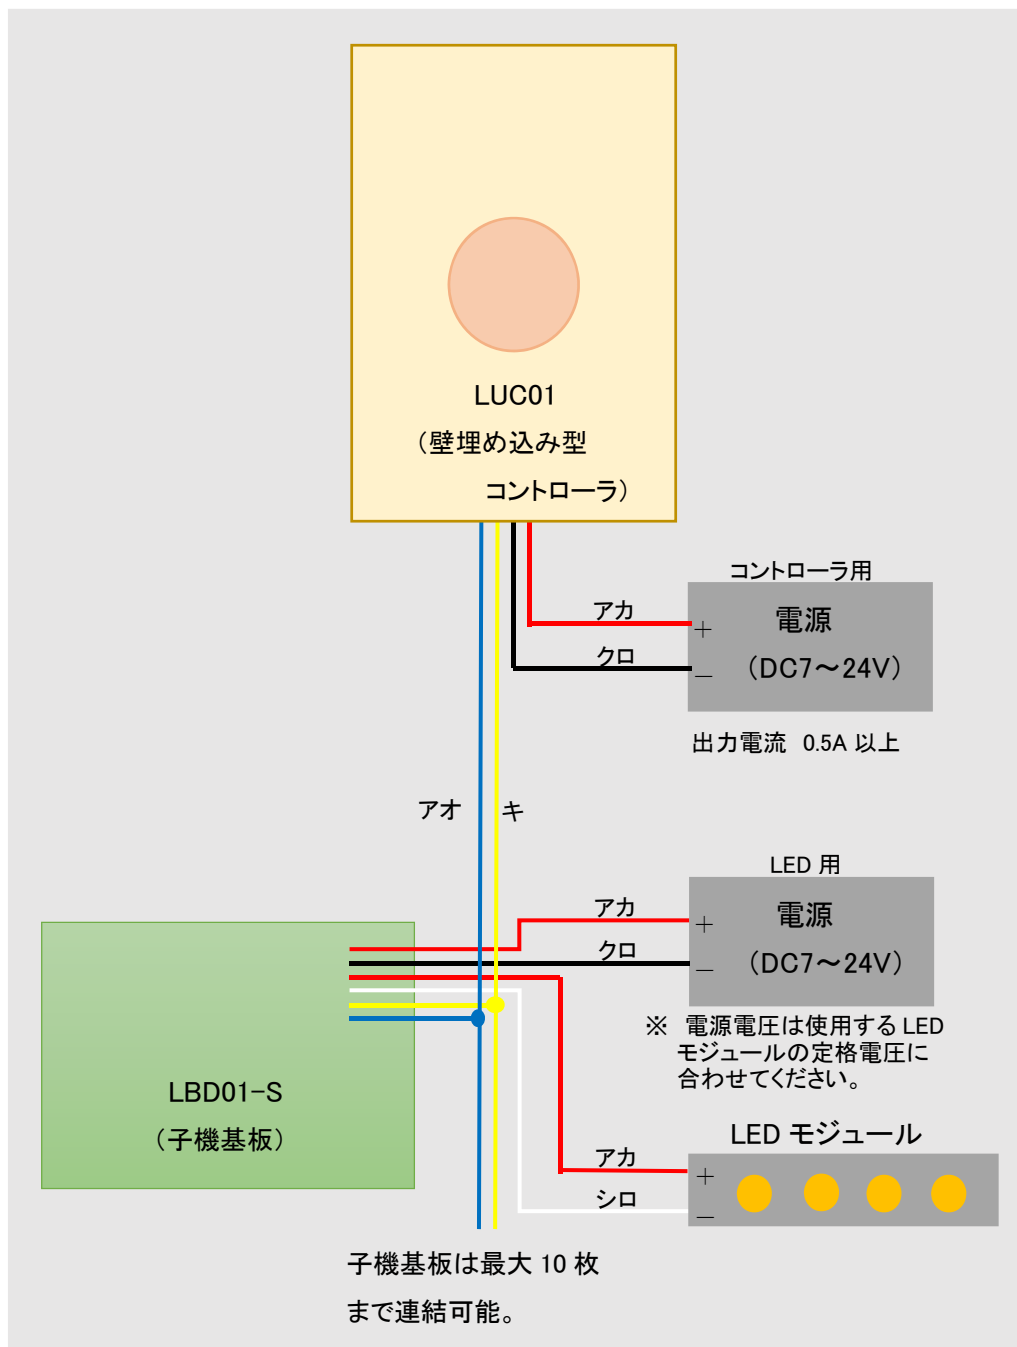 LUC01
（壁埋め込み型
コントローラ）
コントローラ用
アカ
＋
電源
クロ
－
（DC7～24V）
出力電流　0.5A 以上
アオ
キ
LED 用
アカ
＋
電源
クロ
－
（DC7～24V）
※　電源電圧は使用する LED
モジュールの定格電圧に
合わせてください。
LBD01-S
（子機基板）
LED モジュール
アカ
＋
シロ
－
子機基板は最大 10 枚
まで連結可能。